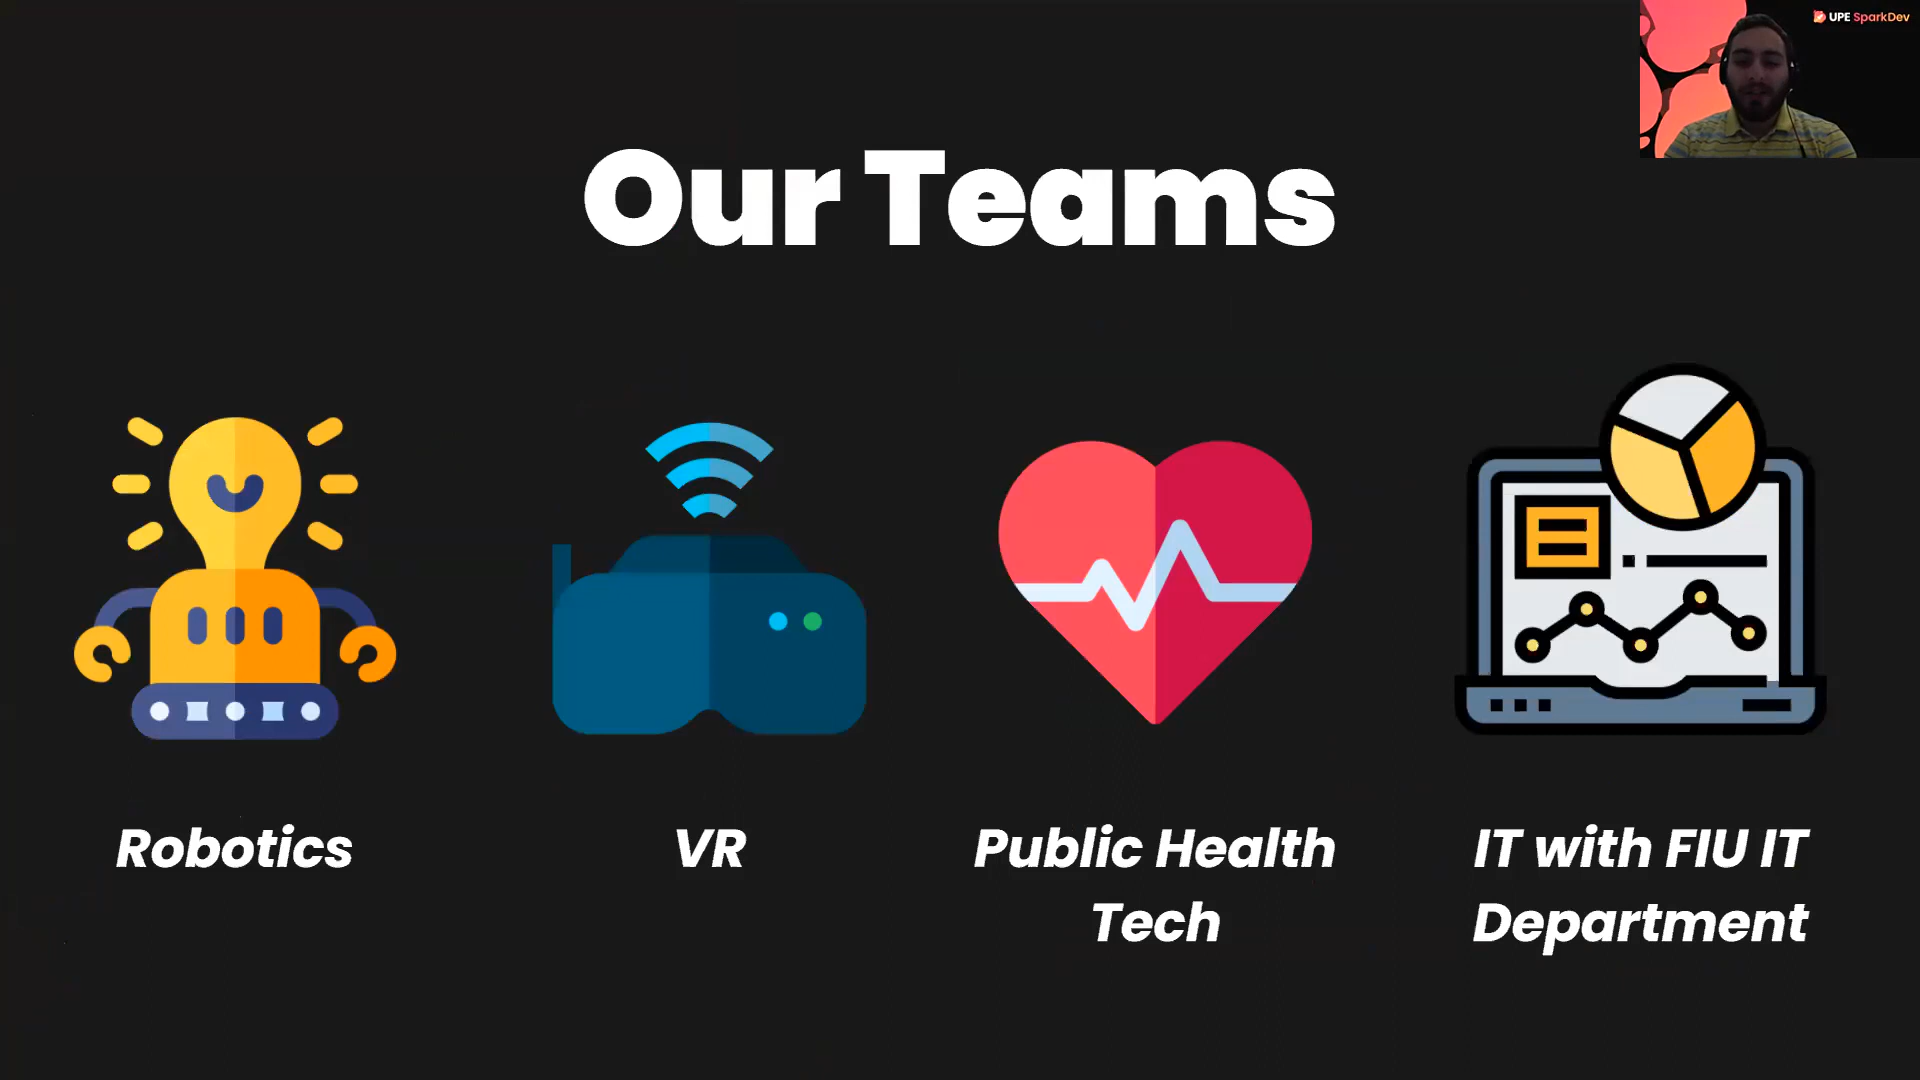 UPE SparkDev
Our Teams
Robotics
VR
Public Health
Tech
IT with FIU IT
Department